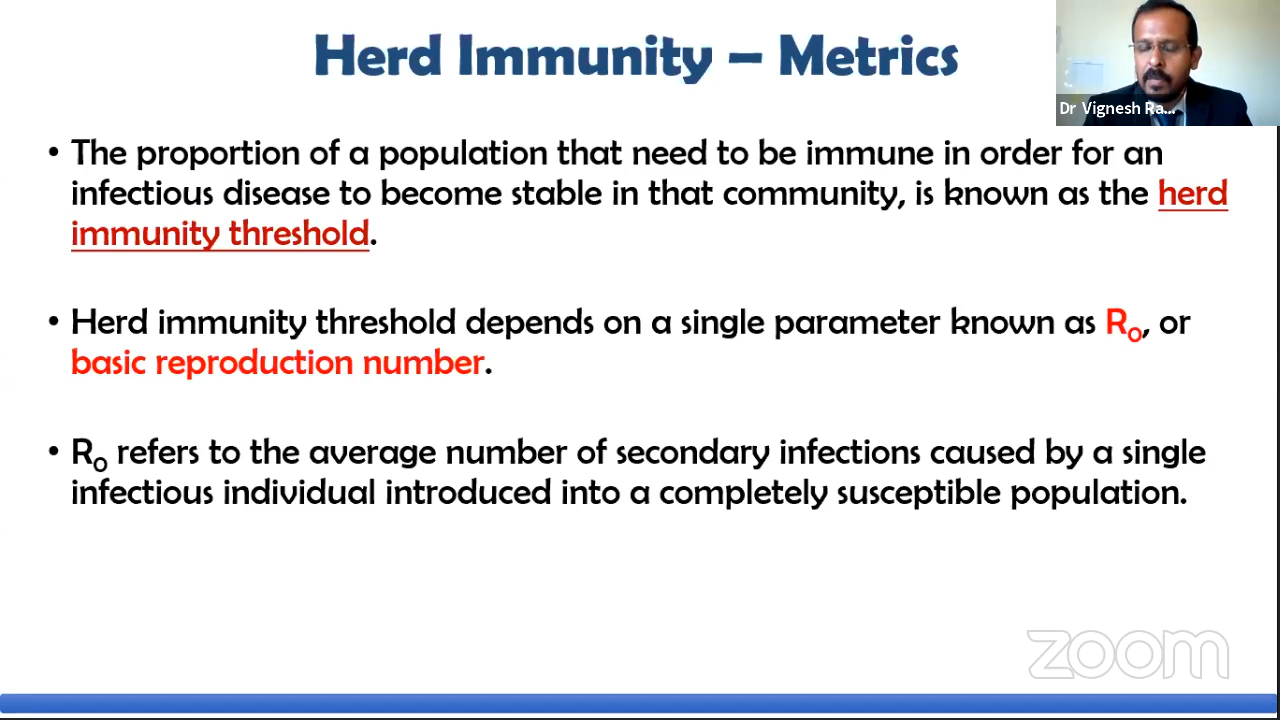 Herd Immunity – Metrics
Dr Vignesh Ra...
• The proportion of a population that need to be immune in order for an
infectious disease to become stable in that community, is known as the herd
immunity threshold.
• Herd immunity threshold depends on a single parameter known as R₀, or
basic reproduction number.
• R₀ refers to the average number of secondary infections caused by a single
infectious individual introduced into a completely susceptible population.
zoom